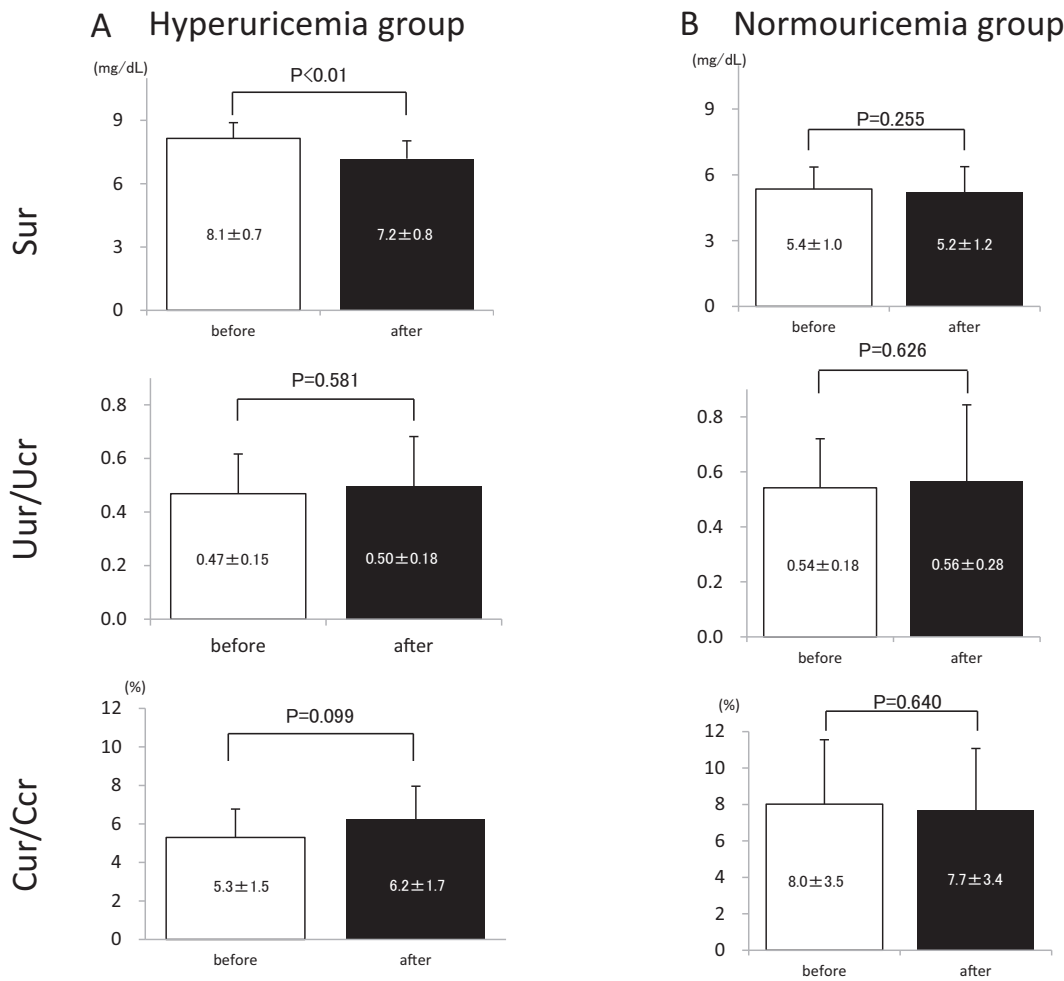 A Hyperuricemia group
(mg/dL)
P<0.01
9
6
3
0
8.1±0.7
7.2±0.8
before
after
Sur
B Normouricemia group
(mg/dL)
P=0.255
9
6
3
0
5.4±1.0
5.2±1.2
before
after
P=0.581
0.8
0.6
0.4
0.2
0.0
0.47±0.15
0.50±0.18
before
after
Uur/Ucr
P=0.626
0.8
0.6
0.4
0.2
0.0
0.54±0.18
0.56±0.28
before
after
(%)
P=0.099
12
10
8
6
4
2
0
5.3±1.5
6.2±1.7
before
after
Cur/Ccr
(%)
P=0.640
12
10
8
6
4
2
0
8.0±3.5
7.7±3.4
before
after